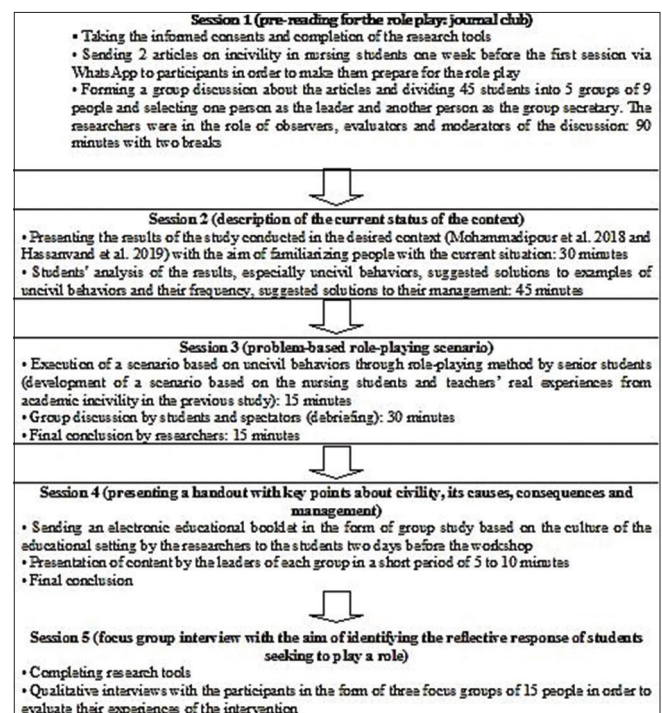 Session 1 (pre-reading for the role play: journal club)
▪ Taking the informed consents and completion of the research tools
• Sending 2 articles on incivility in nursing students one week before the first session via
WhatsApp to participants in order to make them prepare for the role play
• Forming a group discussion about the articles and dividing 45 students into 5 groups of 9
people and selecting one person as the leader and another person as the group secretary. The
researchers were in the role of observers, evaluators and moderators of the discussion: 90
minutes with two breaks
Session 2 (description of the current status of the context)
• Presenting the results of the study conducted in the desired context (Mohammadipour et al. 2018 and
Hassanvand et al. 2019) with the aim of familiarizing people with the current situation: 30 minutes
• Students' analysis of the results, especially uncivil behaviors, suggested solutions to examples of
uncivil behaviors and their frequency, suggested solutions to their management: 45 minutes
Session 3 (problem-based role-playing scenario)
• Execution of a scenario based on uncivil behaviors through role-playing method by senior students
(development of a scenario based on the nursing students and teachers' real experiences from
academic incivility in the previous study): 15 minutes
• Group discussion by students and spectators (debriefing): 30 minutes
• Final conclusion by researchers: 15 minutes
Session 4 (presenting a handout with key points about civility, its causes, consequences and
management)
• Sending an electronic educational booklet in the form of group study based on the culture of the
educational setting by the researchers to the students two days before the workshop
• Presentation of content by the leaders of each group in a short period of 5 to 10 minutes
• Final conclusion
Session 5 (focus group interview with the aim of identifying the reflective response of students
seeking to play a role)
• Completing research tools
• Qualitative interviews with the participants in the form of three focus groups of 15 people in order to
evaluate their experiences of the intervention